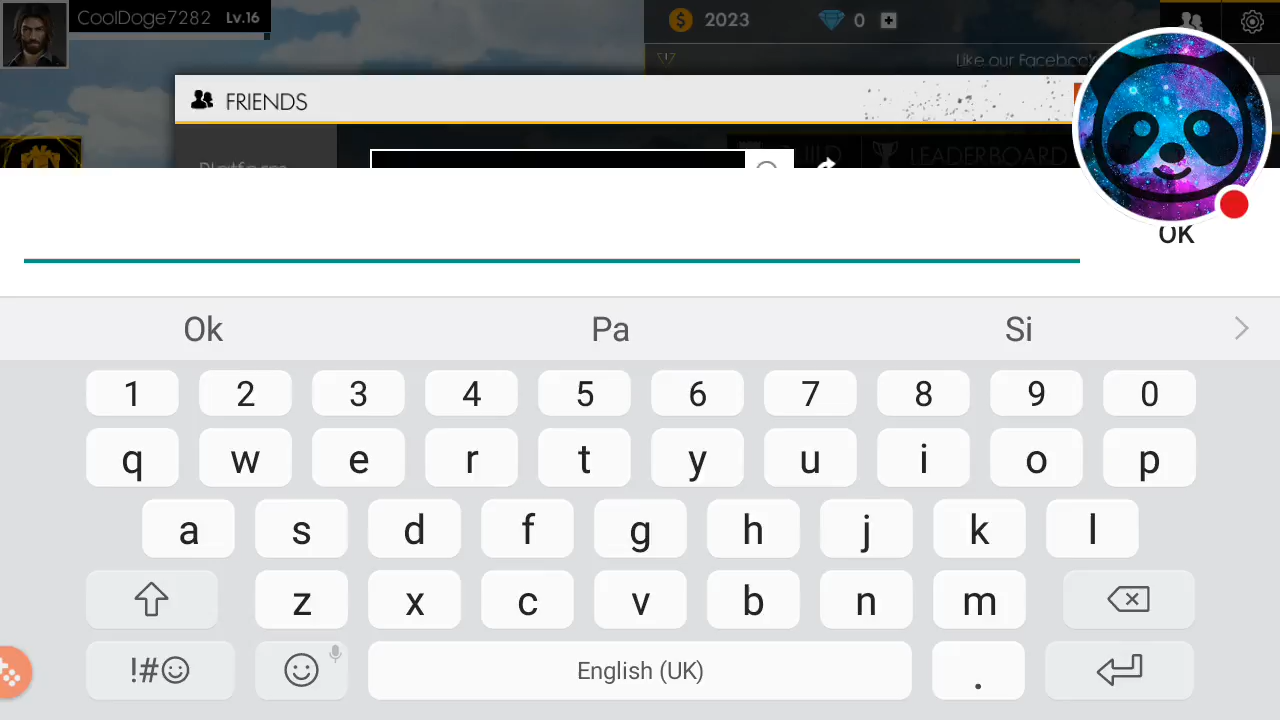 CoolDoge7282 Lv.16
2023 0
Like our Facebook
FRIENDS
Platform
LEADERBOARD
OK
Ok Pa Si
1 2 3 4 5 6 7 8 9 0
q w e r t y u i o p
a s d f g h j k l
z x c v b n m
!#☺
English (UK) .